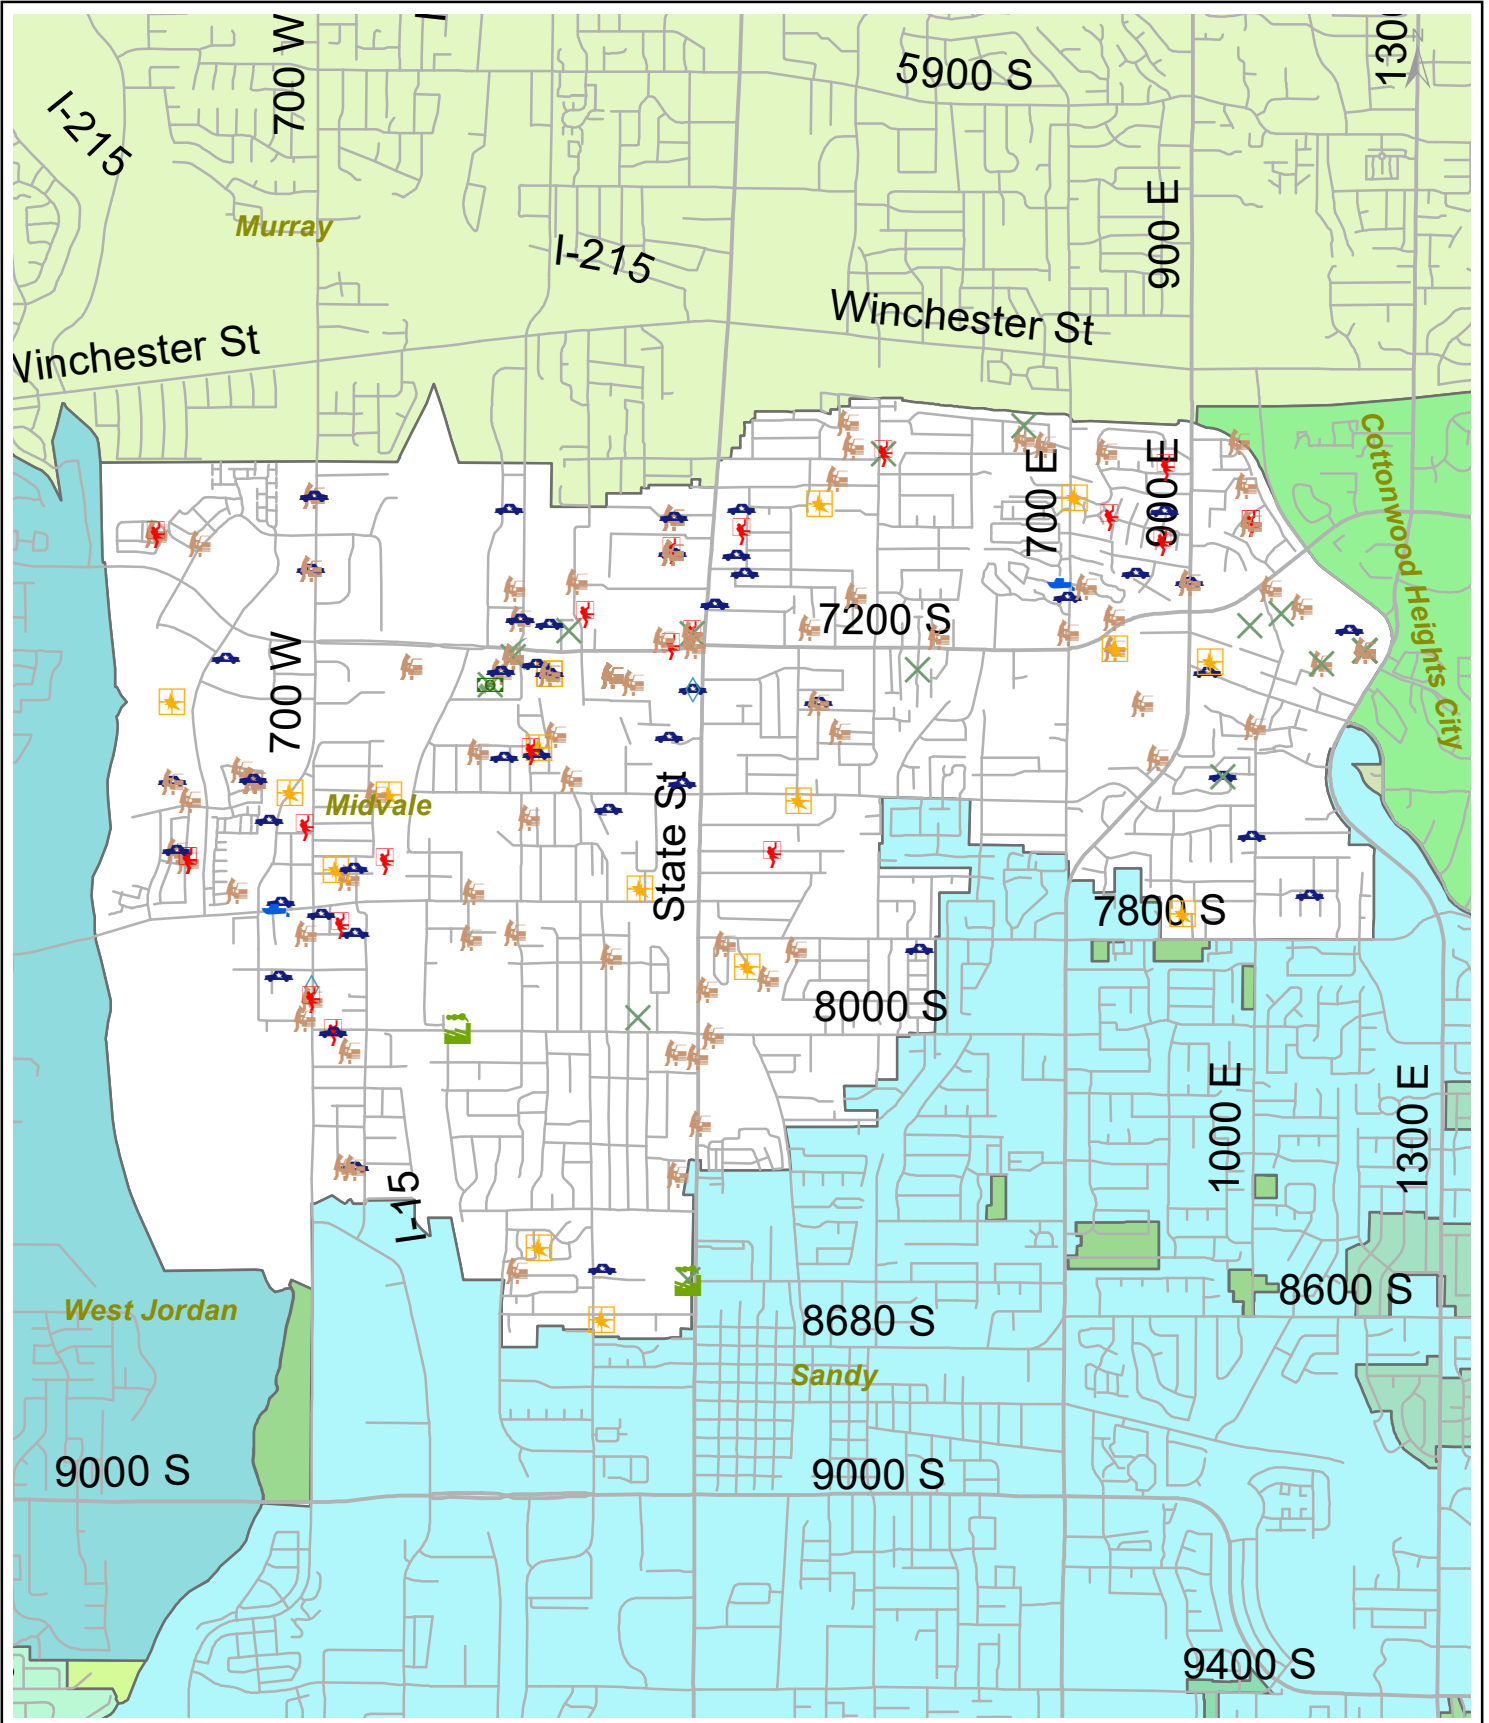 700 W
5900 S
1300
I-215
Murray
I-215
900 E
Winchester St
Winchester St
Cottonwood Heights City
700 E
900 E
7200 S
700 W
Midvale
State St
7800 S
8000 S
1000 E
1300 E
I-15
8600 S
West Jordan
8680 S
Sandy
9000 S
9000 S
9400 S